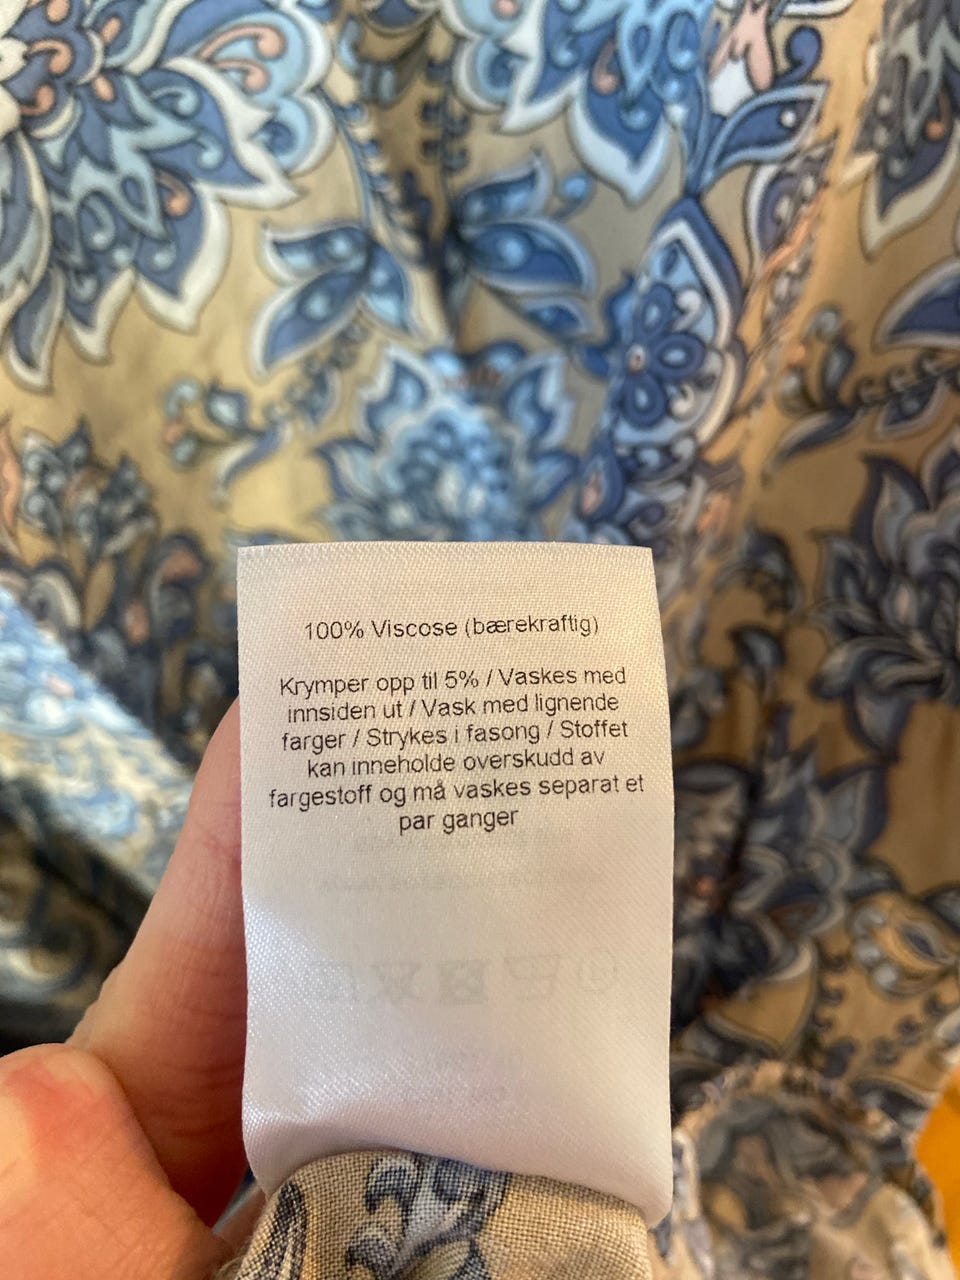 100% Viscose (bærekraftig)
Krymper opp til 5% / Vaskes med
innsiden ut / Vask med lignende
farger / Strykes i fasong / Stoffet
kan inneholde overskudd av
fargestoff og må vaskes separat et
par ganger